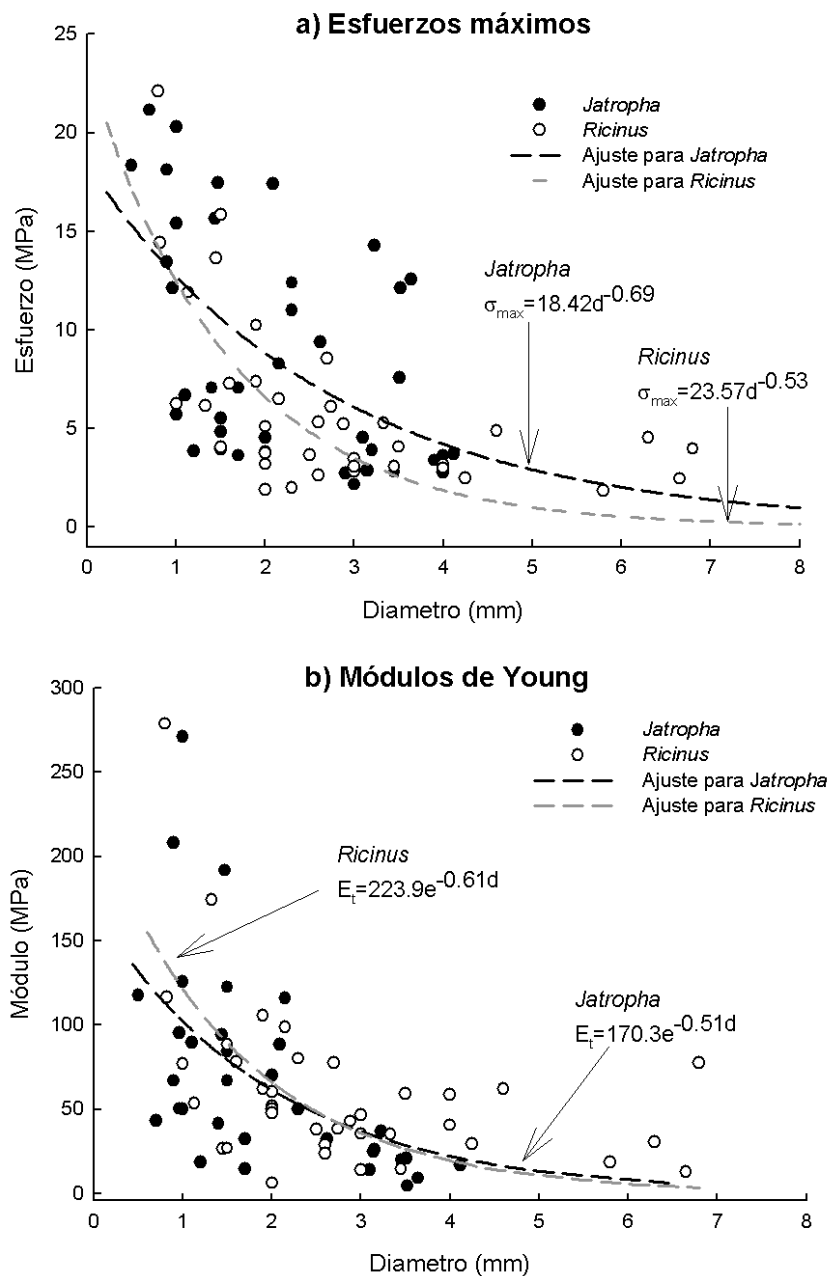 a) Esfuerzos máximos
25
20
15
10
5
0
Esfuerzo (MPa)
Jatropha
Ricinus
Ajuste para Jatropha
Ajuste para Ricinus
Jatropha
σmax=18.42d-0.69
Ricinus
σmax=23.57d-0.53
0 1 2 3 4 5 6 7 8
Diametro (mm)
b) Módulos de Young
300
250
200
150
100
50
0
Módulo (MPa)
Jatropha
Ricinus
Ajuste para Jatropha
Ajuste para Ricinus
Ricinus
Et=223.9e-0.61d
Jatropha
Et=170.3e-0.51d
0 1 2 3 4 5 6 7 8
Diametro (mm)